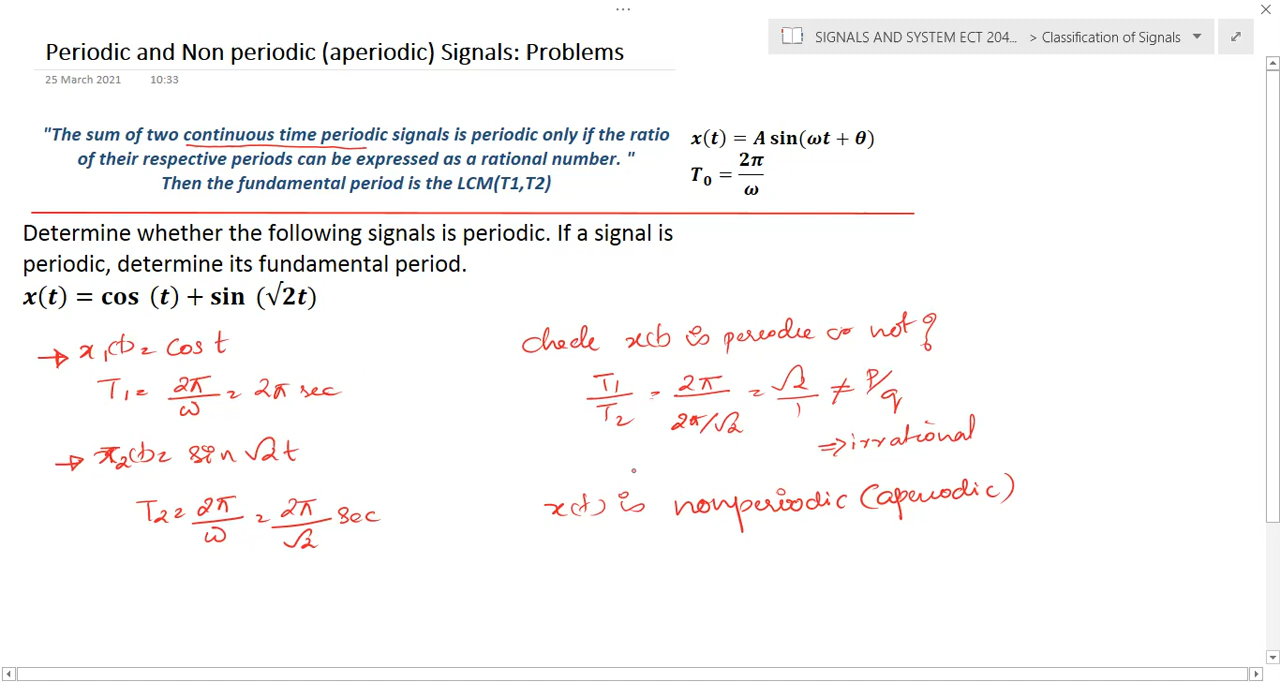 SIGNALS AND SYSTEM ECT 204... > Classification of Signals
Periodic and Non periodic (aperiodic) Signals: Problems
25 March 2021 10:33
"The sum of two continuous time periodic signals is periodic only if the ratio
of their respective periods can be expressed as a rational number. "
Then the fundamental period is the LCM(T1,T2)
x(t) = A sin(ωt + θ)
T₀ = 2π/ω
Determine whether the following signals is periodic. If a signal is
periodic, determine its fundamental period.
x(t) = cos (t) + sin (√2t)
→ x₁(t) = cos t
T₁ = 2π/ω = 2π sec
→ x₂(t) = sin √2 t
T₂ = 2π/ω = 2π/√2 sec
check x(t) is periodic or not?
T₁/T₂ = 2π/(2π/√2) = √2/1 ≠ P/q
⇒ irrational
x(t) is nonperiodic (aperiodic)